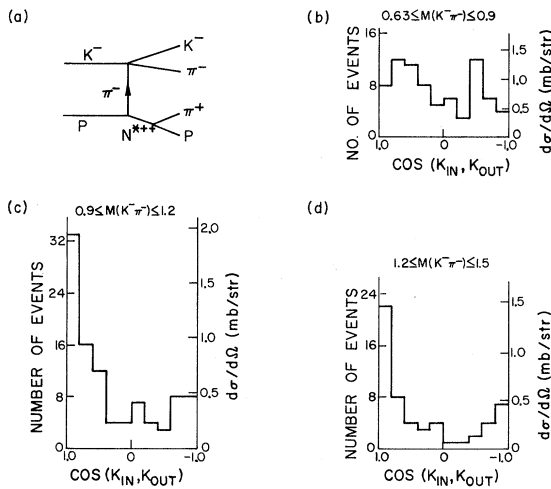 (a)
K⁻
K⁻
π⁻
π⁻
P
N*++
π+
P
(b)
0.63≤M(K⁻π⁻)≤0.9
NO. OF EVENTS
16
8
0
1.5
1.0
0.5
0
dσ/dΩ (mb/str)
1.0
0
-1.0
COS (K_IN, K_OUT)
(c)
0.9≤M(K⁻π⁻)≤1.2
NUMBER OF EVENTS
32
24
16
8
0
2.0
1.5
1.0
0.5
0
dσ/dΩ (mb/str)
1.0
0
-1.0
COS (K_IN, K_OUT)
(d)
1.2≤M(K⁻π⁻)≤1.5
NUMBER OF EVENTS
24
16
8
0
1.5
1.0
0.5
0
dσ/dΩ (mb/str)
1.0
0
-1.0
COS (K_IN, K_OUT)